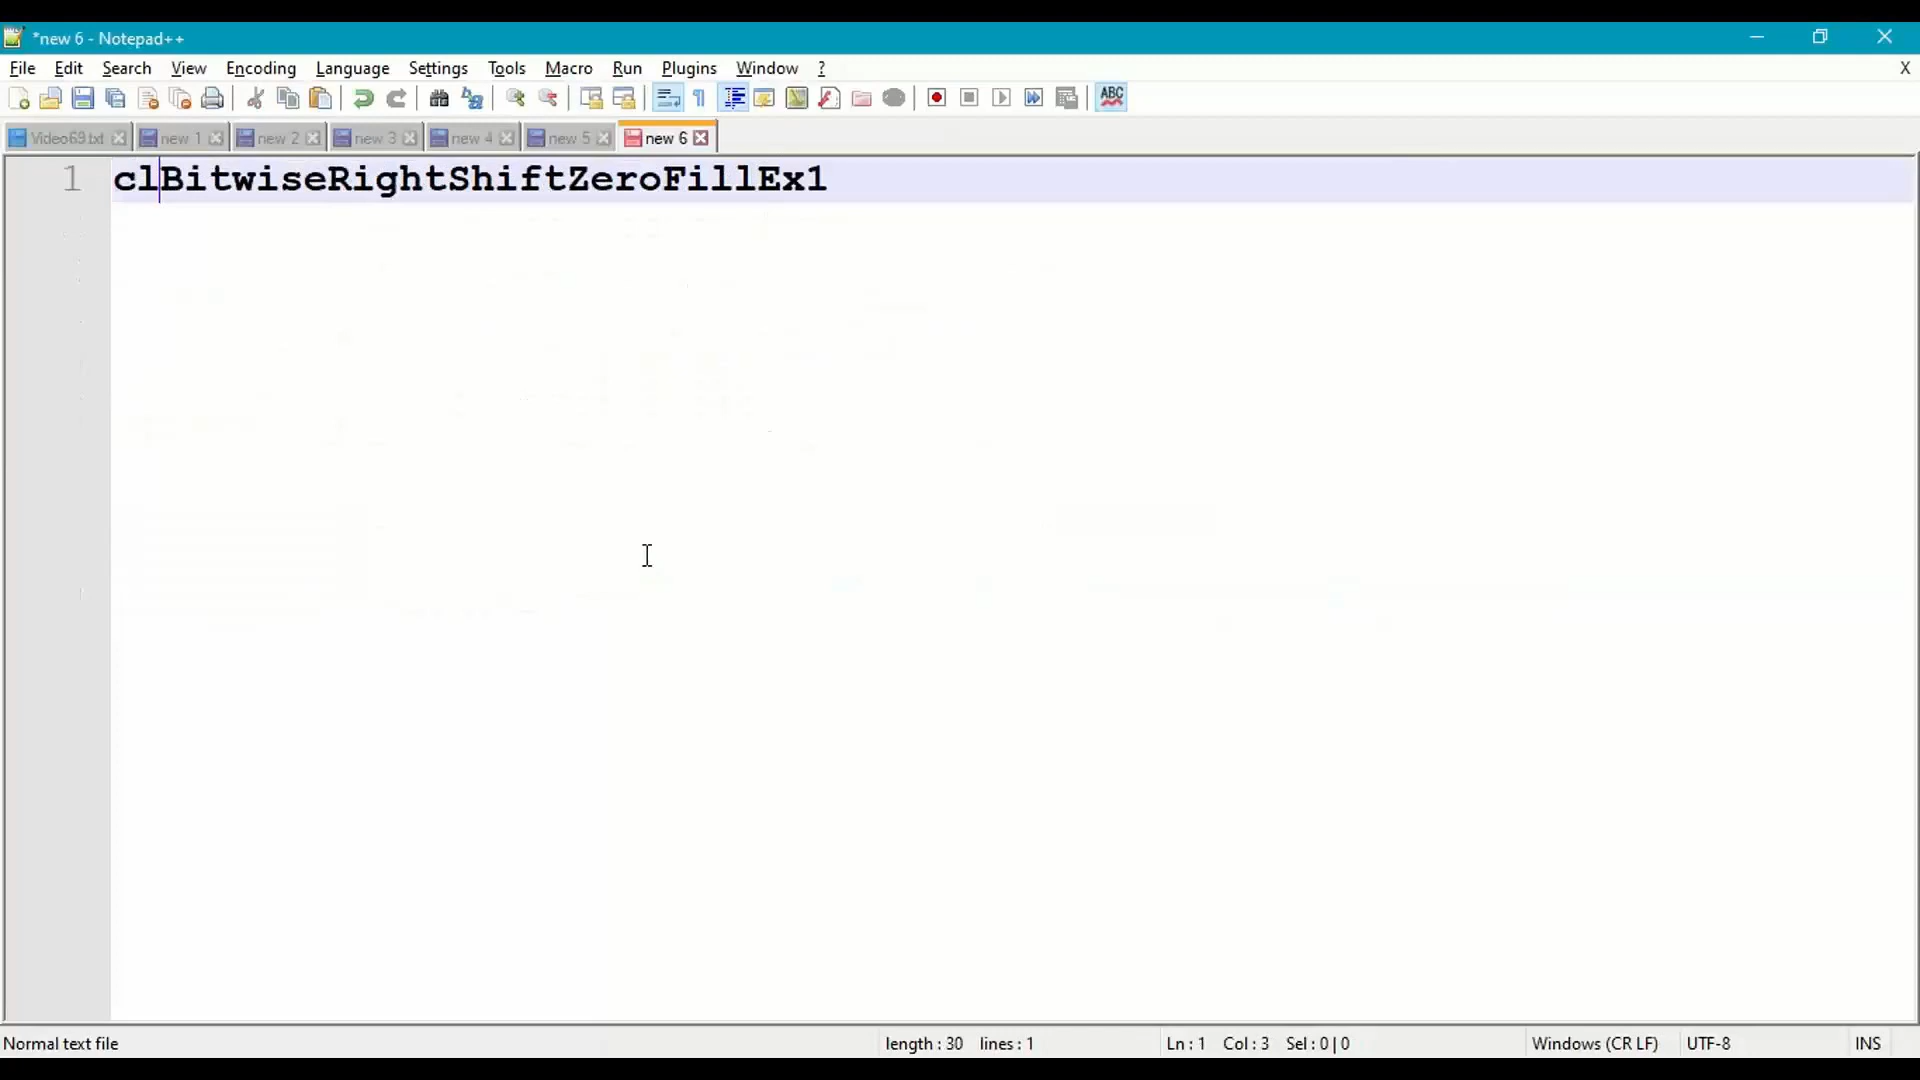 *new 6 - Notepad++
File Edit Search View Encoding Language Settings Tools Macro Run Plugins Window ? X
ABC
Video69.txt new 1 new 2 new 3 new 4 new 5 new 6
1 clBitwiseRightShiftZeroFillEx1
Normal text file length : 30 lines : 1 Ln : 1 Col : 3 Sel : 0 | 0 Windows (CR LF) UTF-8 INS